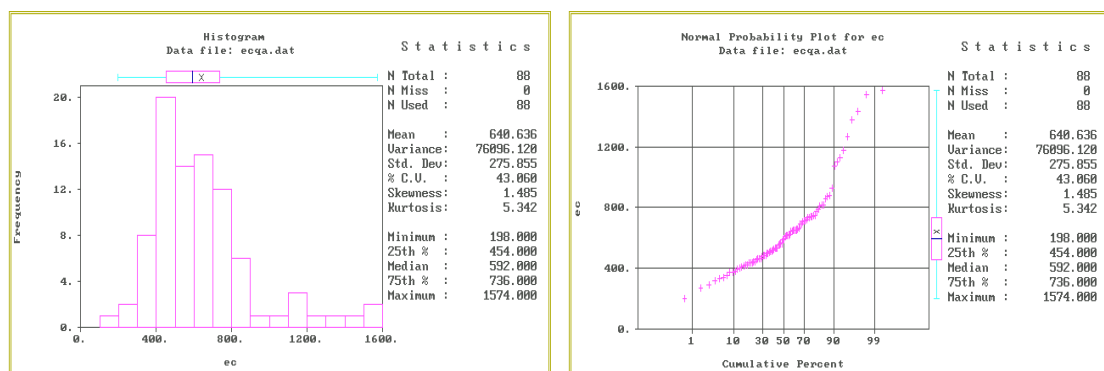 Histogram
Data file: ecqa.dat
S t a t i s t i c s
N Total : 88
N Miss : 0
N Used : 88
Mean : 640.636
Variance: 76096.120
Std. Dev: 275.855
% C.V. : 43.060
Skewness: 1.485
Kurtosis: 5.342
Minimum : 198.000
25th % : 454.000
Median : 592.000
75th % : 736.000
Maximum : 1574.000
X
Frequency
20.
16.
12.
8.
4.
0.
0. 400. 800. 1200. 1600.
ec
Normal Probability Plot for ec
Data file: ecqa.dat
S t a t i s t i c s
N Total : 88
N Miss : 0
N Used : 88
Mean : 640.636
Variance: 76096.120
Std. Dev: 275.855
% C.V. : 43.060
Skewness: 1.485
Kurtosis: 5.342
Minimum : 198.000
25th % : 454.000
Median : 592.000
75th % : 736.000
Maximum : 1574.000
X
ec
1600.
1200.
800.
400.
0.
1 10 30 50 70 90 99
Cumulative Percent